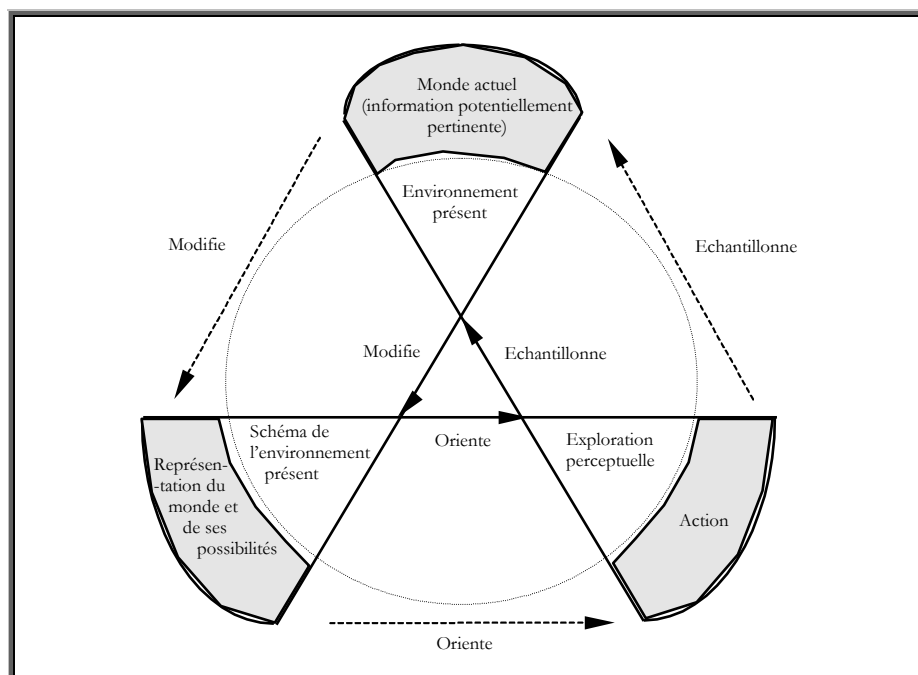 Monde actuel
(information potentiellement
pertinente)
Environnement
présent
Modifie
Echantillonne
Modifie
Echantillonne
Schéma de
l'environnement
présent
Oriente
Exploration
perceptuelle
Représen-
-tation du
monde et
de ses
possibilités
Action
Oriente